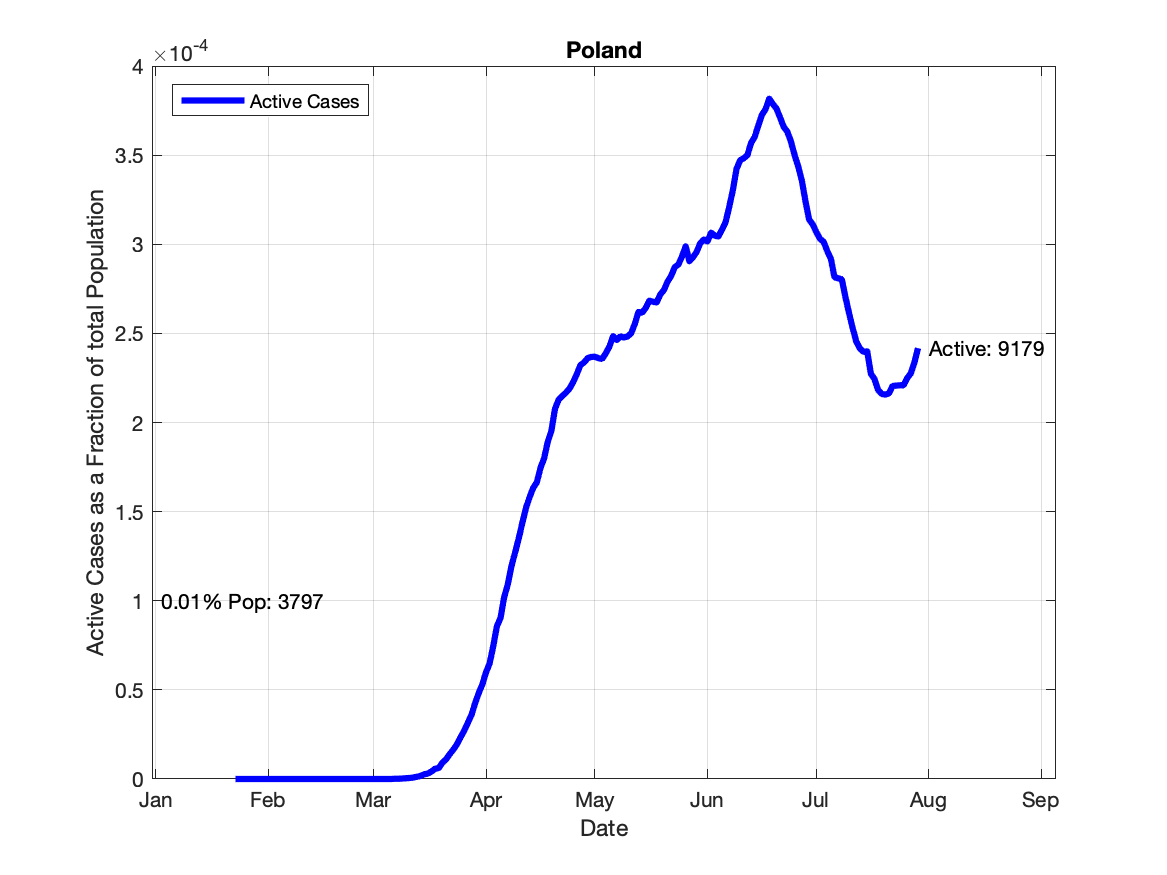 Poland
×10-4
Active Cases
4
3.5
3
2.5
2
1.5
1
0.5
0
Active Cases as a Fraction of total Population
0.01% Pop: 3797
Active: 9179
Jan Feb Mar Apr May Jun Jul Aug Sep
Date